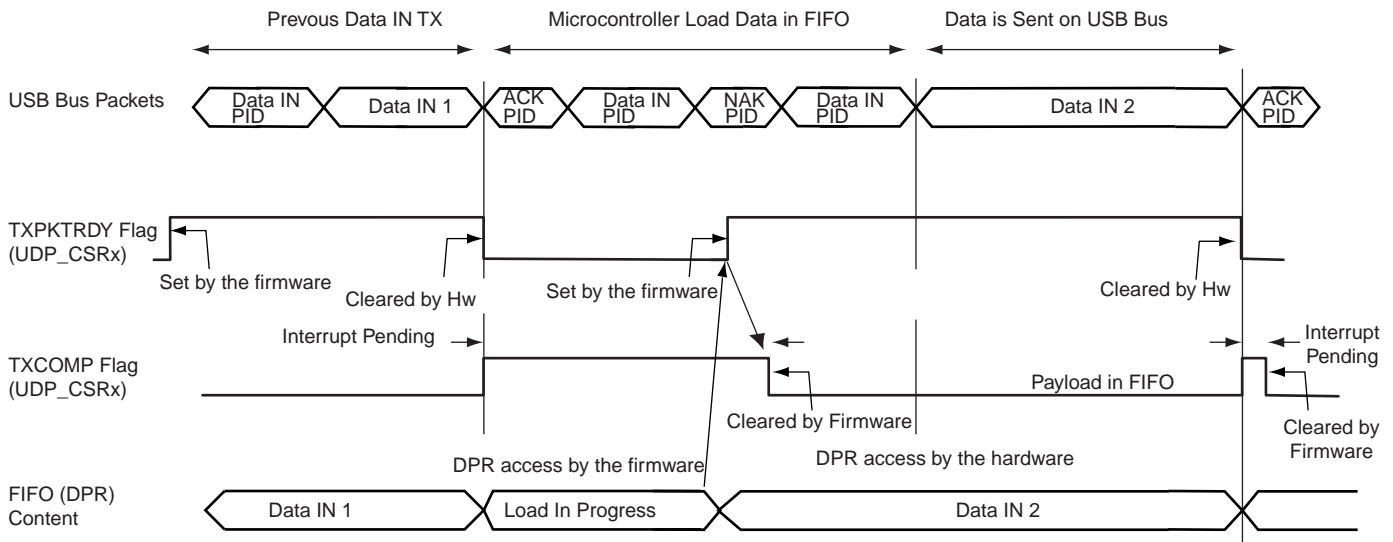 Prevous Data IN TX
Microcontroller Load Data in FIFO
Data is Sent on USB Bus
USB Bus Packets
Data IN
PID
Data IN 1
ACK
PID
Data IN
PID
NAK
PID
Data IN
PID
Data IN 2
ACK
PID
TXPKTRDY Flag
(UDP_CSRx)
Set by the firmware
Cleared by Hw
Set by the firmware
Cleared by Hw
Interrupt Pending
Interrupt
Pending
TXCOMP Flag
(UDP_CSRx)
Payload in FIFO
Cleared by Firmware
Cleared by
Firmware
DPR access by the firmware
DPR access by the hardware
FIFO (DPR)
Content
Data IN 1
Load In Progress
Data IN 2